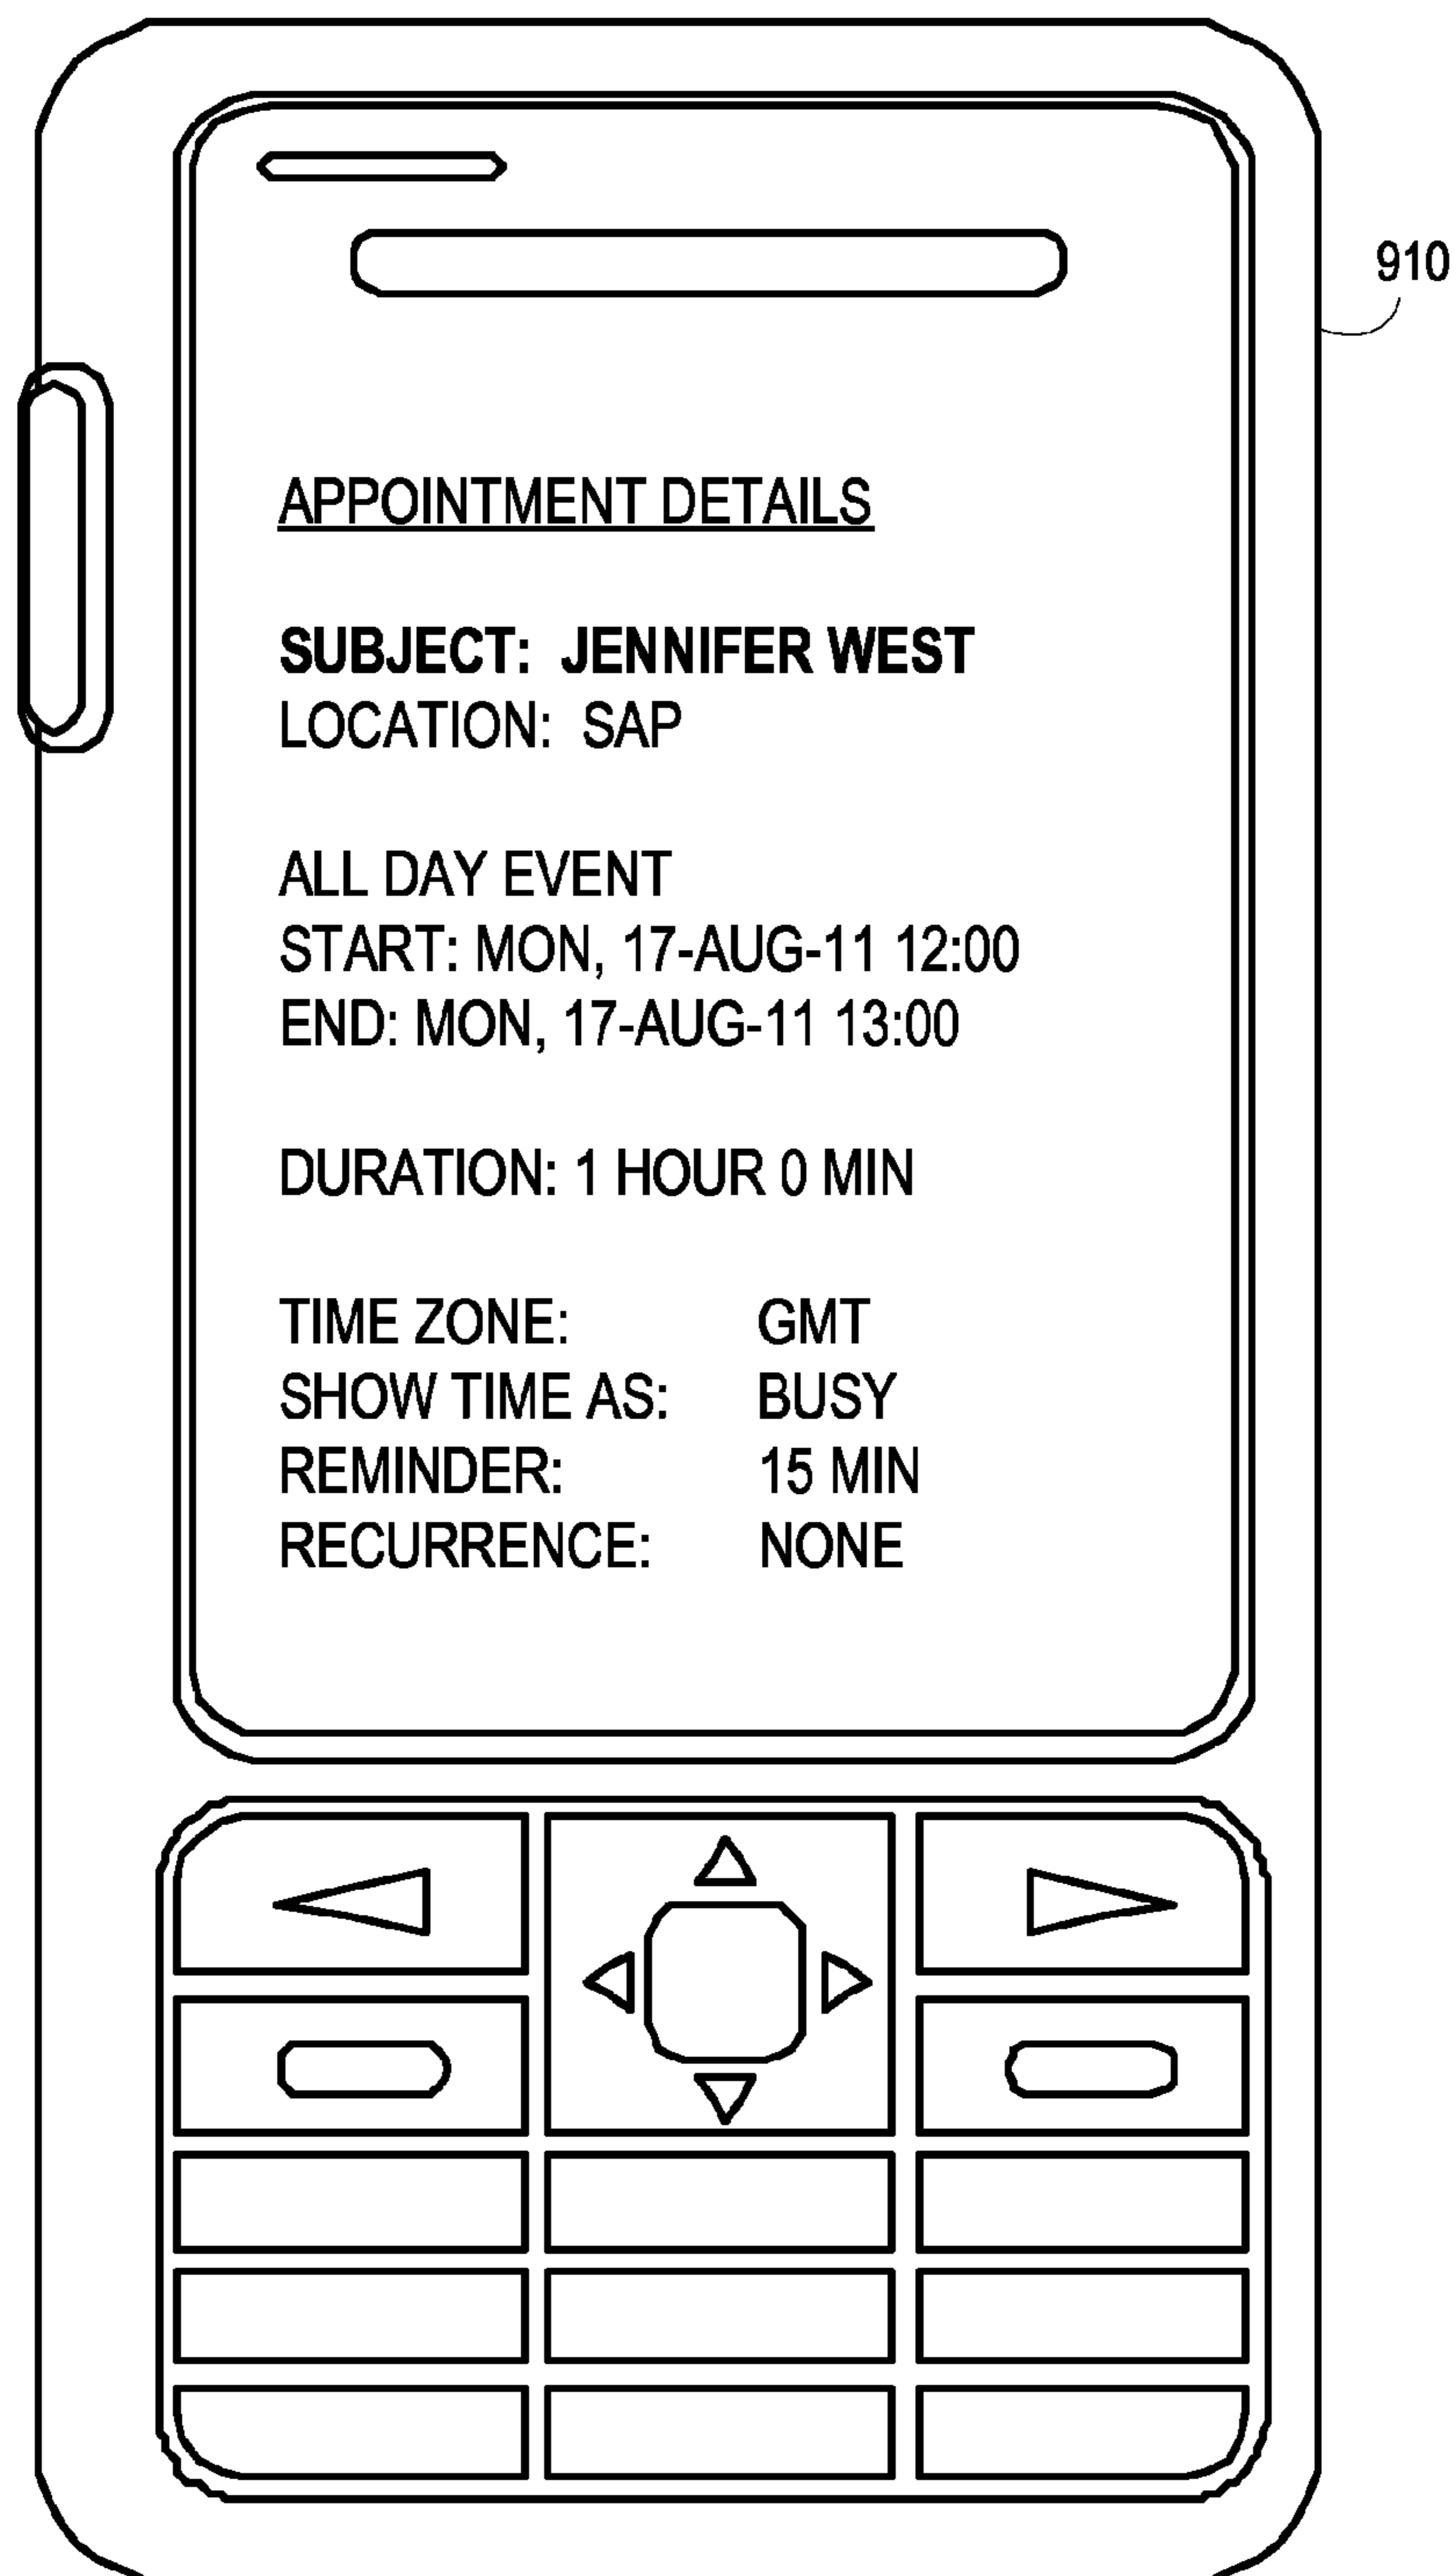 910
APPOINTMENT DETAILS
SUBJECT: JENNIFER WEST
LOCATION: SAP
ALL DAY EVENT
START: MON, 17-AUG-11 12:00
END: MON, 17-AUG-11 13:00
DURATION: 1 HOUR 0 MIN
TIME ZONE: GMT
SHOW TIME AS: BUSY
REMINDER: 15 MIN
RECURRENCE: NONE